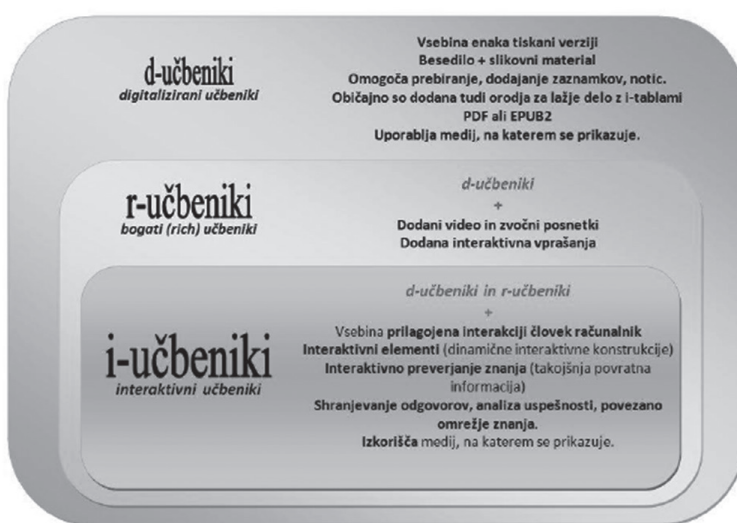 d-učbeniki
digitalizirani učbeniki
Vsebina enaka tiskani verziji
Besedilo + slikovni material
Omogoča prebiranje, dodajanje zaznamkov, notic.
Običajno so dodana tudi orodja za lažje delo z i-tablami
PDF ali EPUB2
Uporablja medij, na katerem se prikazuje.
r-učbeniki
bogati (rich) učbeniki
d-učbeniki
+
Dodani video in zvočni posnetki
Dodana interaktivna vprašanja
i-učbeniki
interaktivni učbeniki
d-učbeniki in r-učbeniki
+
Vsebina prilagojena interakciji človek računalnik
Interaktivni elementi (dinamične interaktivne konstrukcije)
Interaktivno preverjanje znanja (takojšnja povratna
informacija)
Shranjevanje odgovorov, analiza uspešnosti, povezano
omrežje znanja.
Izkorišča medij, na katerem se prikazuje.